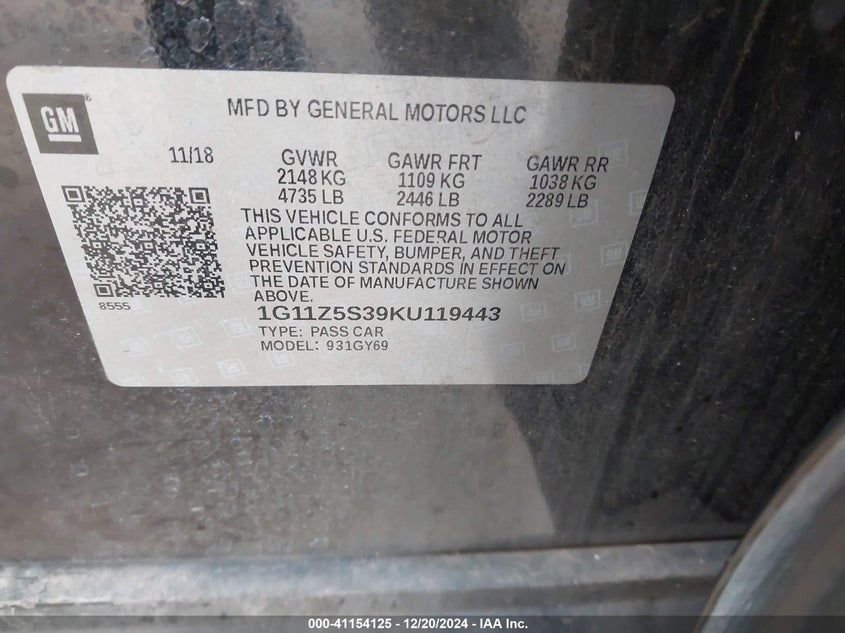 GM
MFD BY GENERAL MOTORS LLC
11/18 GVWR GAWR FRT GAWR RR
2148 KG 1109 KG 1038 KG
4735 LB 2446 LB 2289 LB
THIS VEHICLE CONFORMS TO ALL
APPLICABLE U.S. FEDERAL MOTOR
VEHICLE SAFETY, BUMPER, AND THEFT
PREVENTION STANDARDS IN EFFECT ON
THE DATE OF MANUFACTURE SHOWN
ABOVE.
8555
1G11Z5S39KU119443
TYPE: PASS CAR
MODEL: 931GY69
000-41154125 - 12/20/2024 - IAA Inc.